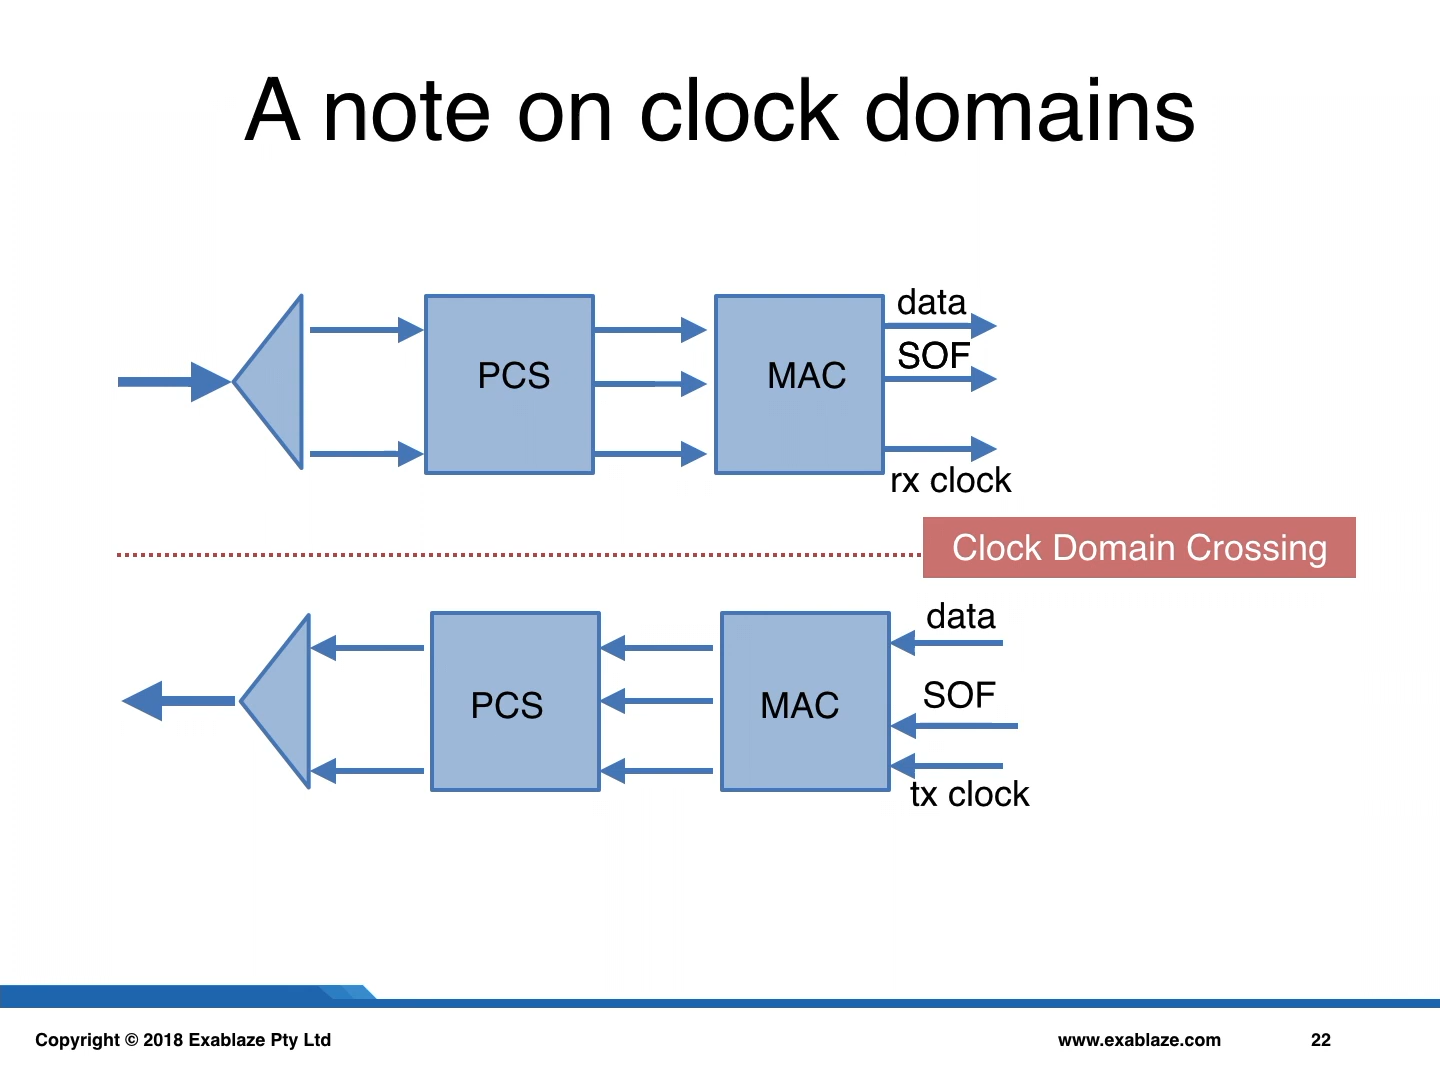 A note on clock domains
data
PCS
MAC
SOF
rx clock
Clock Domain Crossing
data
SOF
PCS
MAC
tx clock
Copyright © 2018 Exablaze Pty Ltd
www.exablaze.com
22